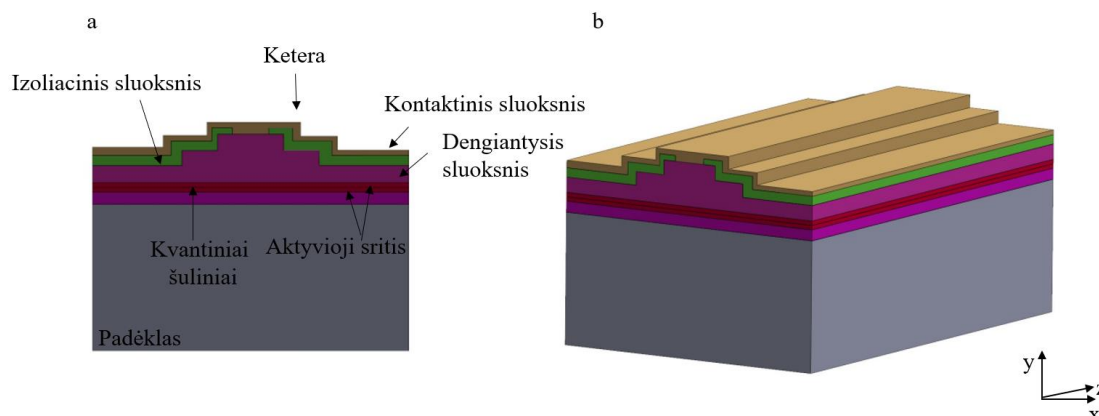 a
b
Ketera
Izoliacinis sluoksnis
Kontaktinis sluoksnis
Dengiantysis
sluoksnis
Kvantiniai
šuliniai
Aktyvioji sritis
Padėklas
y
z
x